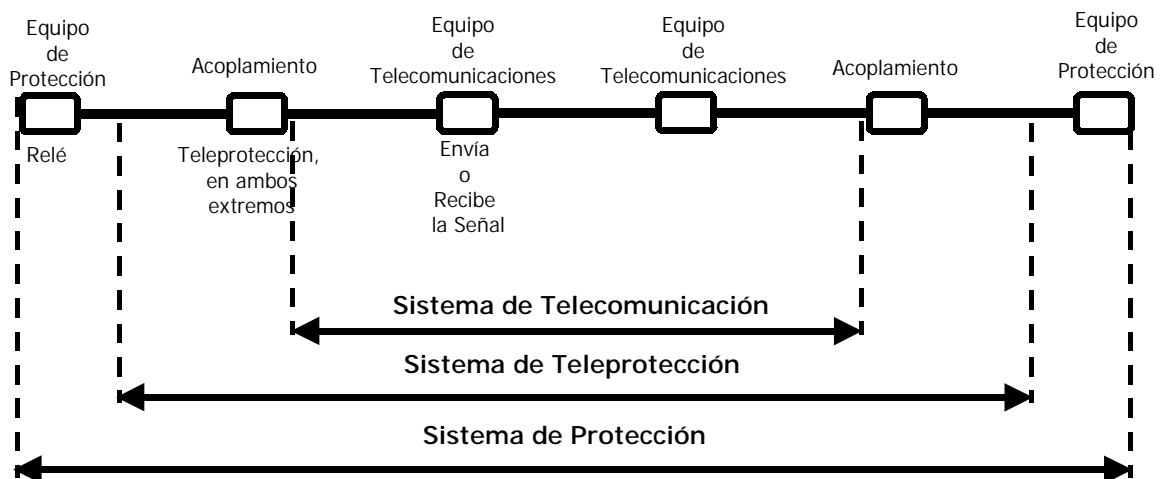 Equipo
de
Protección
Acoplamiento
Equipo
de
Telecomunicaciones
Equipo
de
Telecomunicaciones
Acoplamiento
Equipo
de
Protección
Relé
Teleprotección,
en ambos
extremos
Envía
o
Recibe
la Señal
Sistema de Telecomunicación
Sistema de Teleprotección
Sistema de Protección